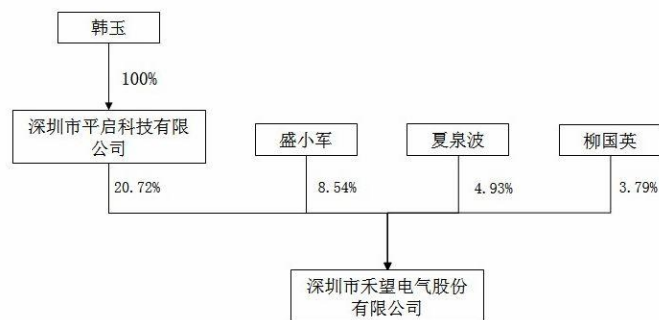 韩玉
100%
深圳市平启科技有限
公司
盛小军
夏泉波
柳国英
20.72%
8.54%
4.93%
3.79%
深圳市禾望电气股份
有限公司